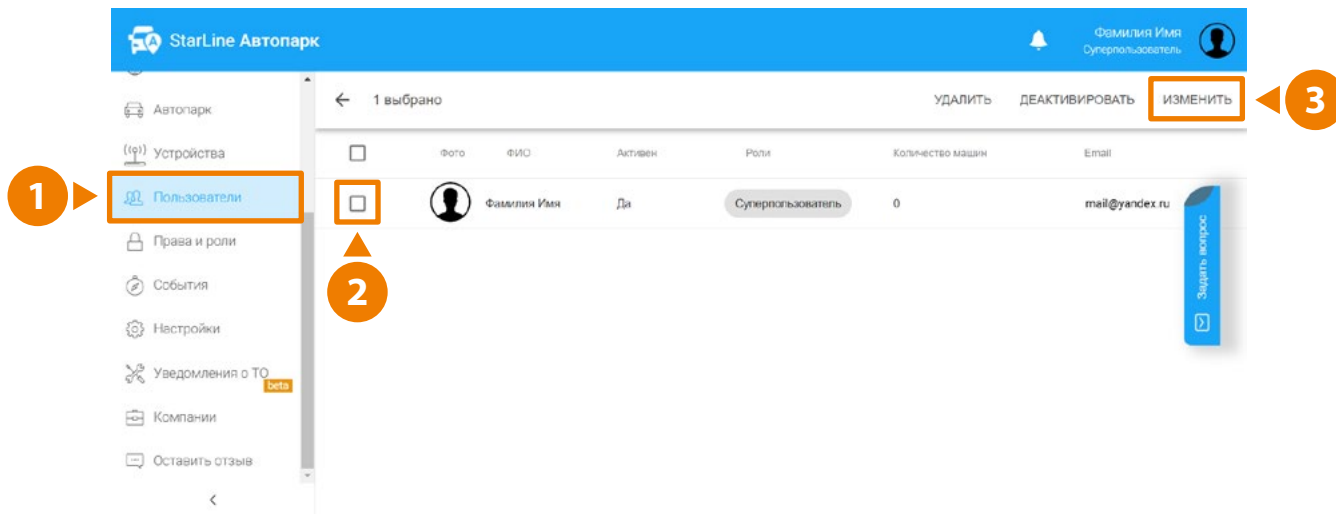 StarLine Автопарк
Фамилия Имя
Суперпользователь
Автопарк
Устройства
Пользователи
Права и роли
События
Настройки
Уведомления о ТО
beta
Компании
Оставить отзыв
1 выбрано
УДАЛИТЬ ДЕАКТИВИРОВАТЬ ИЗМЕНИТЬ
Фото ФИО Активен Роли Количество машин Email
Фамилия Имя Да Суперпользователь 0 mail@yandex.ru
Задать вопрос
1
2
3